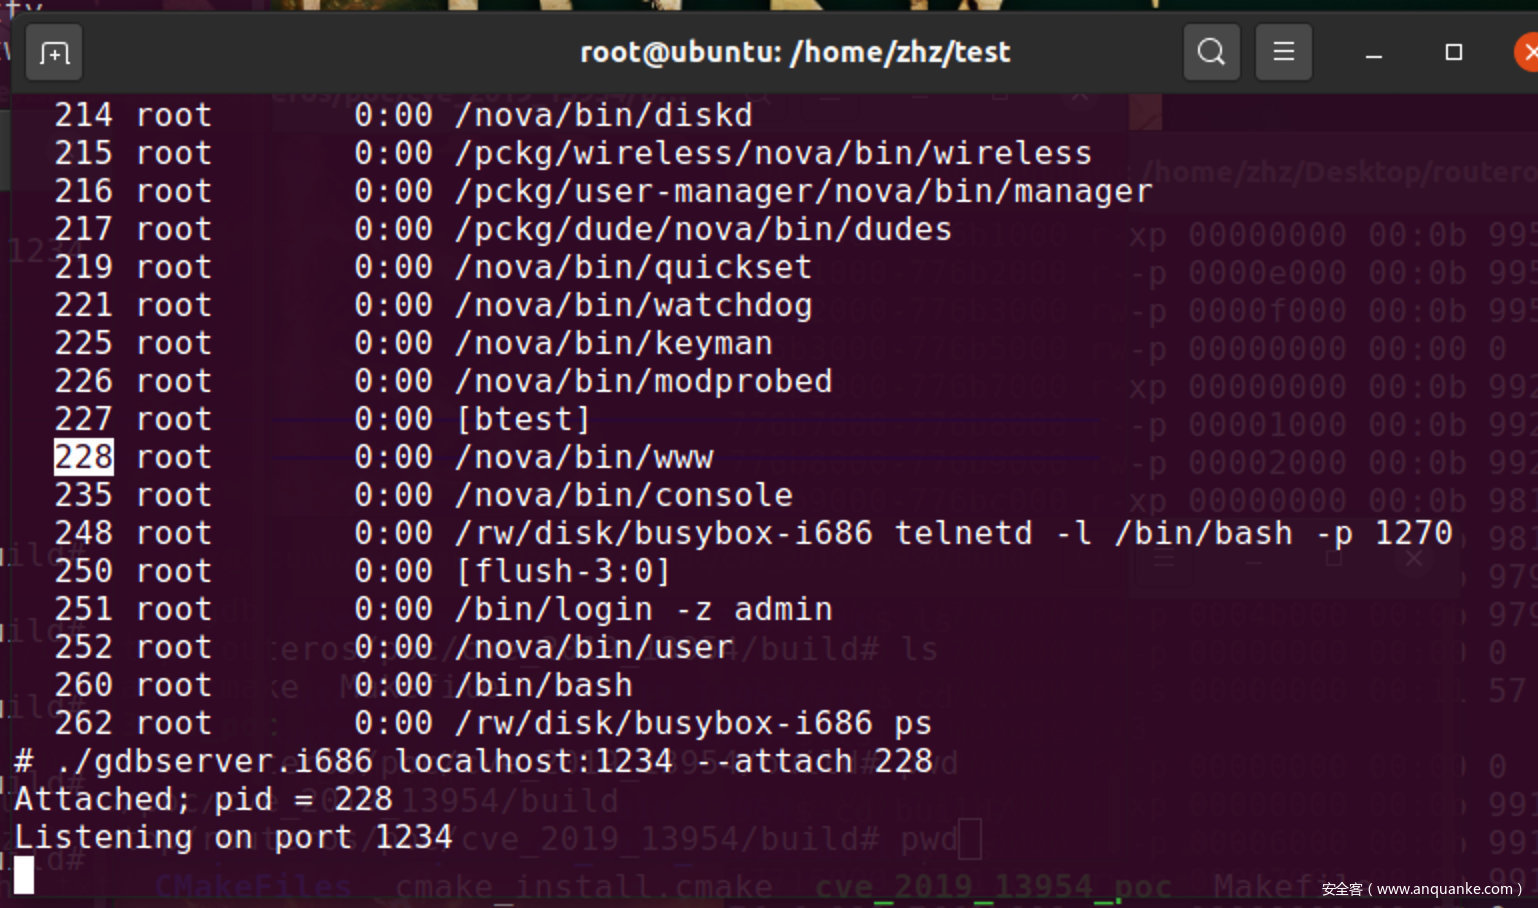 root@ubuntu: /home/zhz/test
214 root 0:00 /nova/bin/diskd
215 root 0:00 /pckg/wireless/nova/bin/wireless
216 root 0:00 /pckg/user-manager/nova/bin/manager
217 root 0:00 /pckg/dude/nova/bin/dudes
219 root 0:00 /nova/bin/quickset
221 root 0:00 /nova/bin/watchdog
225 root 0:00 /nova/bin/keyman
226 root 0:00 /nova/bin/modprobed
227 root 0:00 [btest]
228 root 0:00 /nova/bin/www
235 root 0:00 /nova/bin/console
248 root 0:00 /rw/disk/busybox-i686 telnetd -l /bin/bash -p 1270
250 root 0:00 [flush-3:0]
251 root 0:00 /bin/login -z admin
252 root 0:00 /nova/bin/user
260 root 0:00 /bin/bash
262 root 0:00 /rw/disk/busybox-i686 ps
# ./gdbserver.i686 localhost:1234 --attach 228
Attached; pid = 228
Listening on port 1234
CMakeFiles cmake_install.cmake cve_2019_13954_poc
安全客（www.anquanke.com）